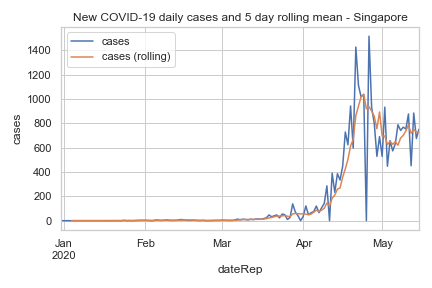 New COVID-19 daily cases and 5 day rolling mean - Singapore
cases
cases (rolling)
1400
1200
1000
800
600
400
200
0
cases
Jan
2020
Feb
Mar
Apr
May
dateRep